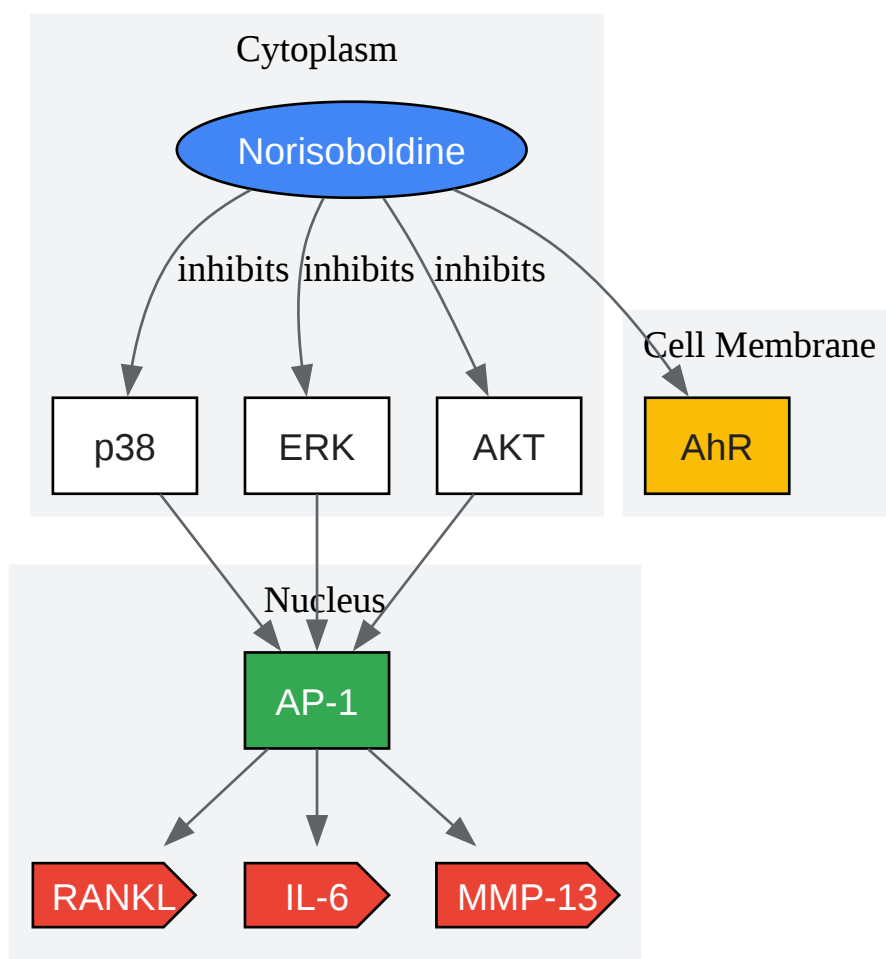 Cytoplasm
Norisoboldine
inhibits inhibits inhibits
Cell Membrane
p38 ERK AKT AhR
Nucleus
AP-1
RANKL IL-6 MMP-13